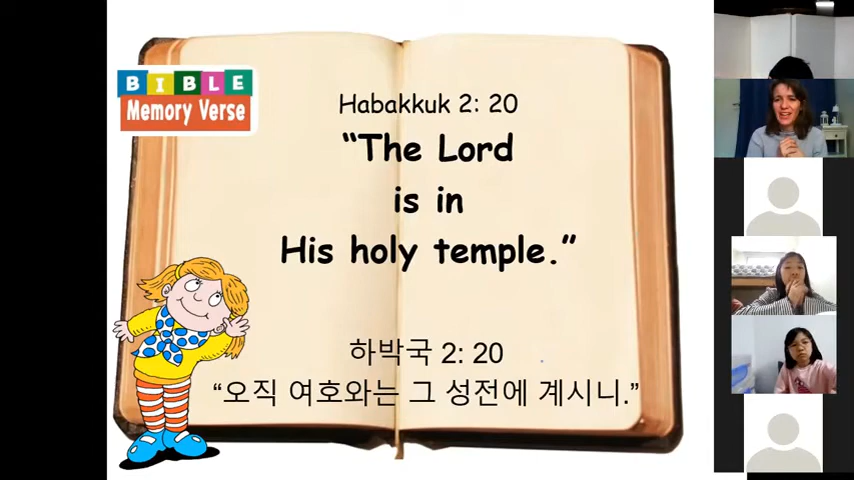 BIBLE
Memory Verse
Habakkuk 2: 20
“The Lord
is in
His holy temple.”
하박국 2: 20
“오직 여호와는 그 성전에 계시니.”